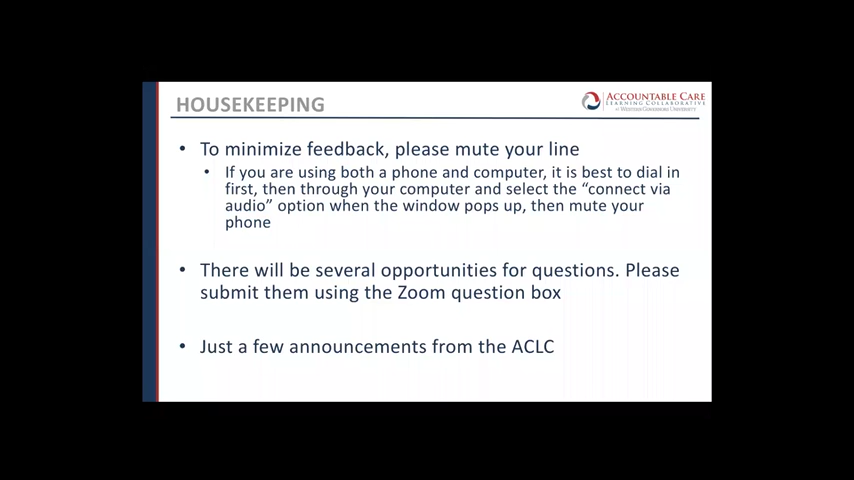 HOUSEKEEPING
ACCOUNTABLE CARE
LEARNING COLLABORATIVE
AT WESTERN GOVERNORS UNIVERSITY
• To minimize feedback, please mute your line
• If you are using both a phone and computer, it is best to dial in
first, then through your computer and select the “connect via
audio” option when the window pops up, then mute your
phone
• There will be several opportunities for questions. Please
submit them using the Zoom question box
• Just a few announcements from the ACLC